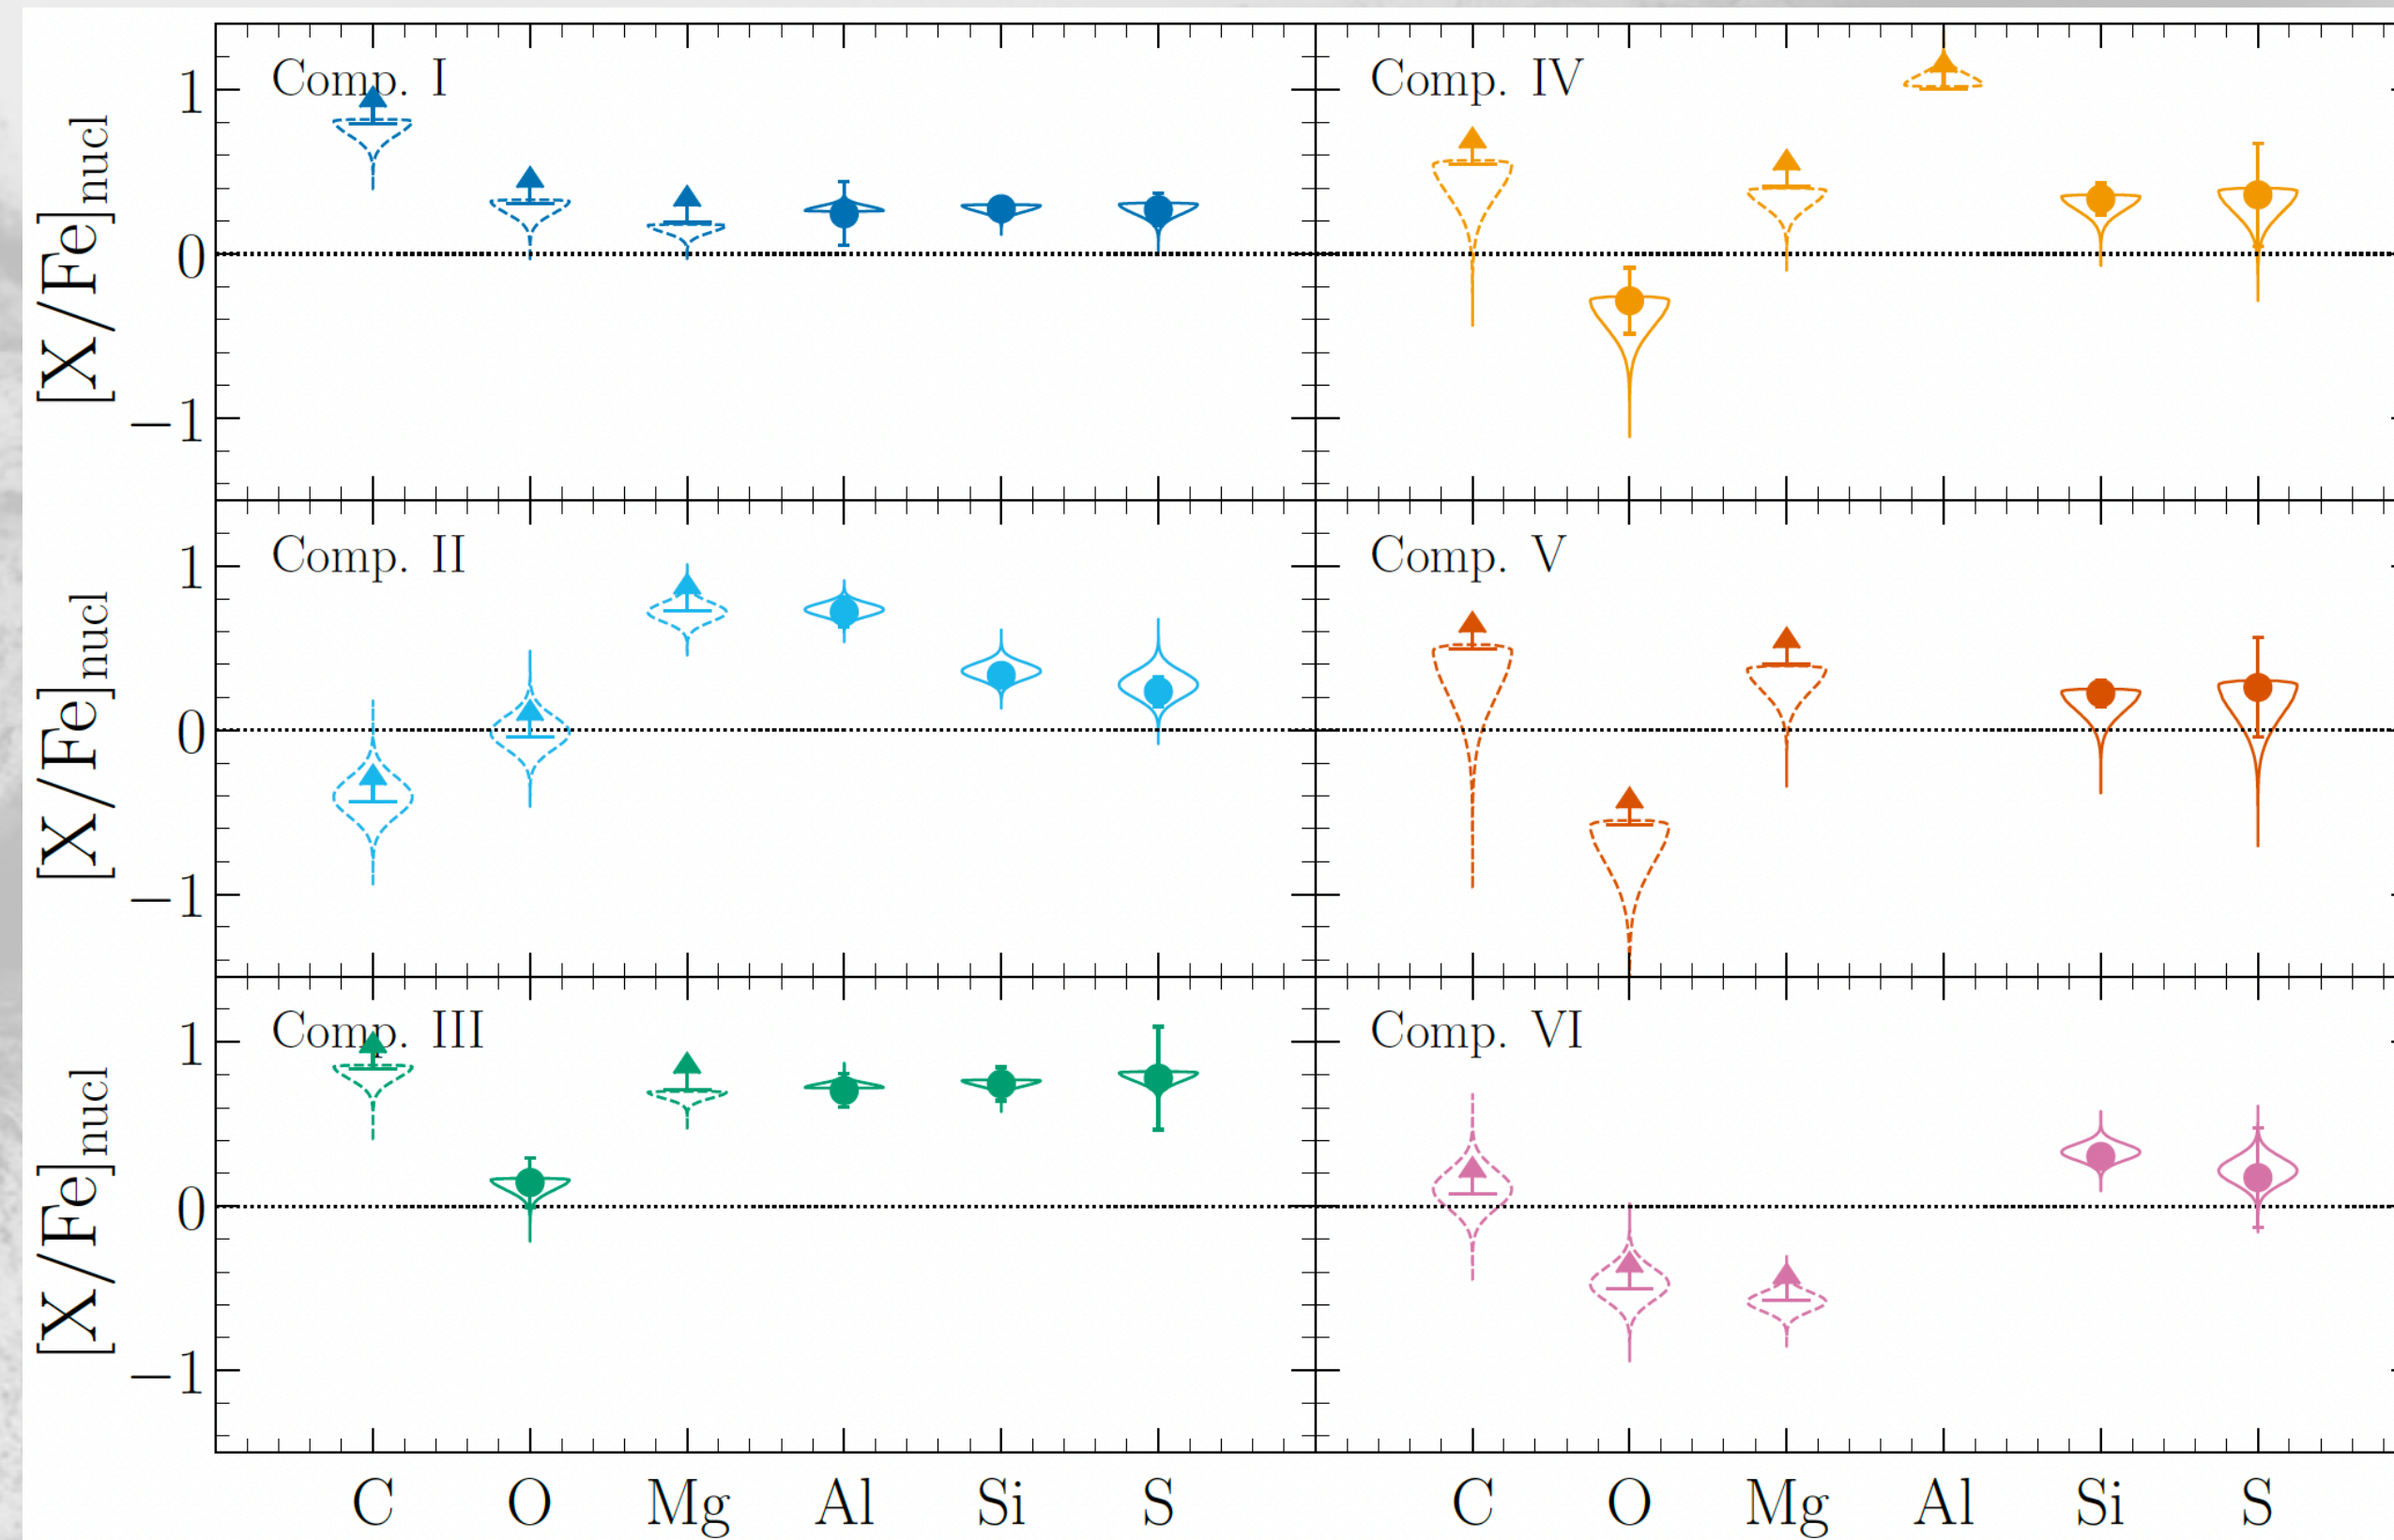 Comp. I
Comp. IV
1
0
−1
[X/Fe]nucl
Comp. II
Comp. V
1
0
−1
[X/Fe]nucl
Comp. III
Comp. VI
1
0
−1
[X/Fe]nucl
C O Mg Al Si S C O Mg Al Si S